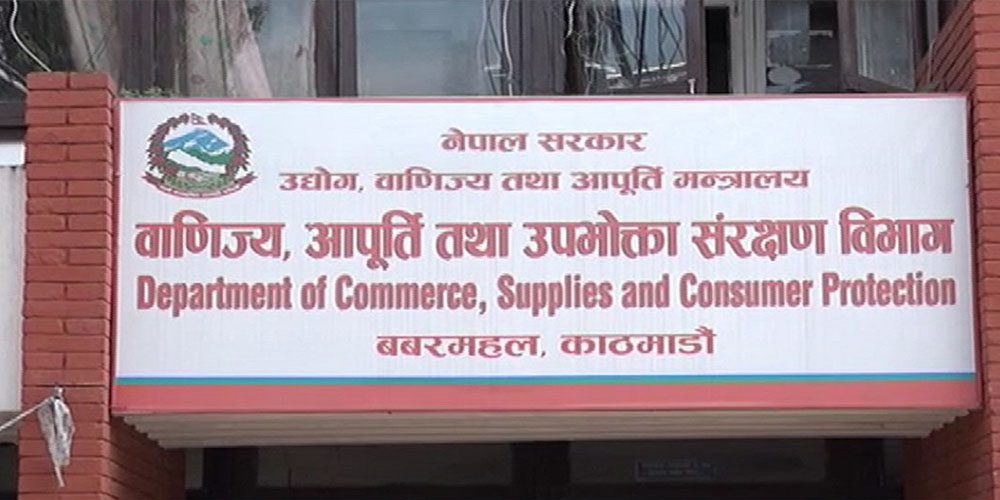 नेपाल सरकार
उद्योग, वाणिज्य तथा आपूर्ति मन्त्रालय
वाणिज्य, आपूर्ति तथा उपभोक्ता संरक्षण विभाग
Department of Commerce, Supplies and Consumer Protection
बबरमहल, काठमाडौं